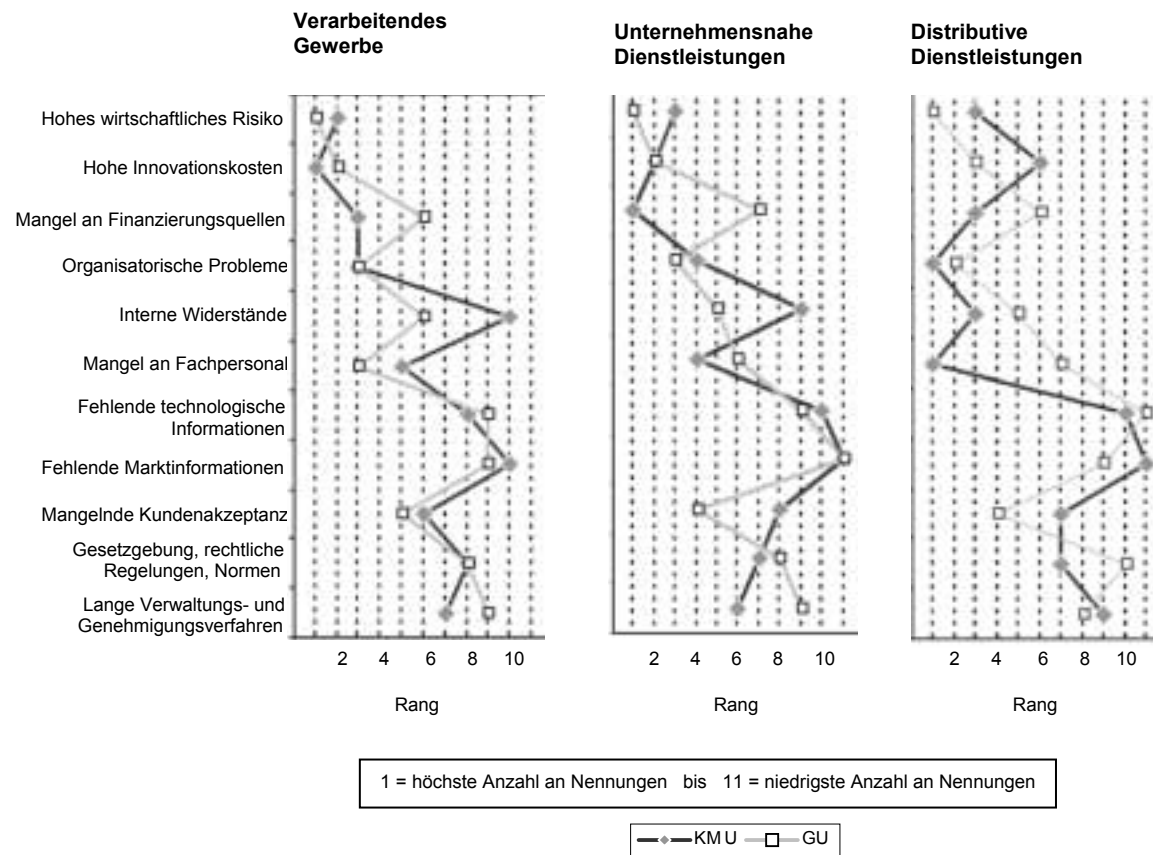 Verarbeitendes
Gewerbe
Unternehmensnahe
Dienstleistungen
Distributive
Dienstleistungen
Hohes wirtschaftliches Risiko
Hohe Innovationskosten
Mangel an Finanzierungsquellen
Organisatorische Probleme
Interne Widerstände
Mangel an Fachpersonal
Fehlende technologische
Informationen
Fehlende Marktinformationen
Mangelnde Kundenakzeptanz
Gesetzgebung, rechtliche
Regelungen, Normen
Lange Verwaltungs- und
Genehmigungsverfahren
2 4 6 8 10
2 4 6 8 10
2 4 6 8 10
Rang
Rang
Rang
1 = höchste Anzahl an Nennungen bis 11 = niedrigste Anzahl an Nennungen
KMU GU